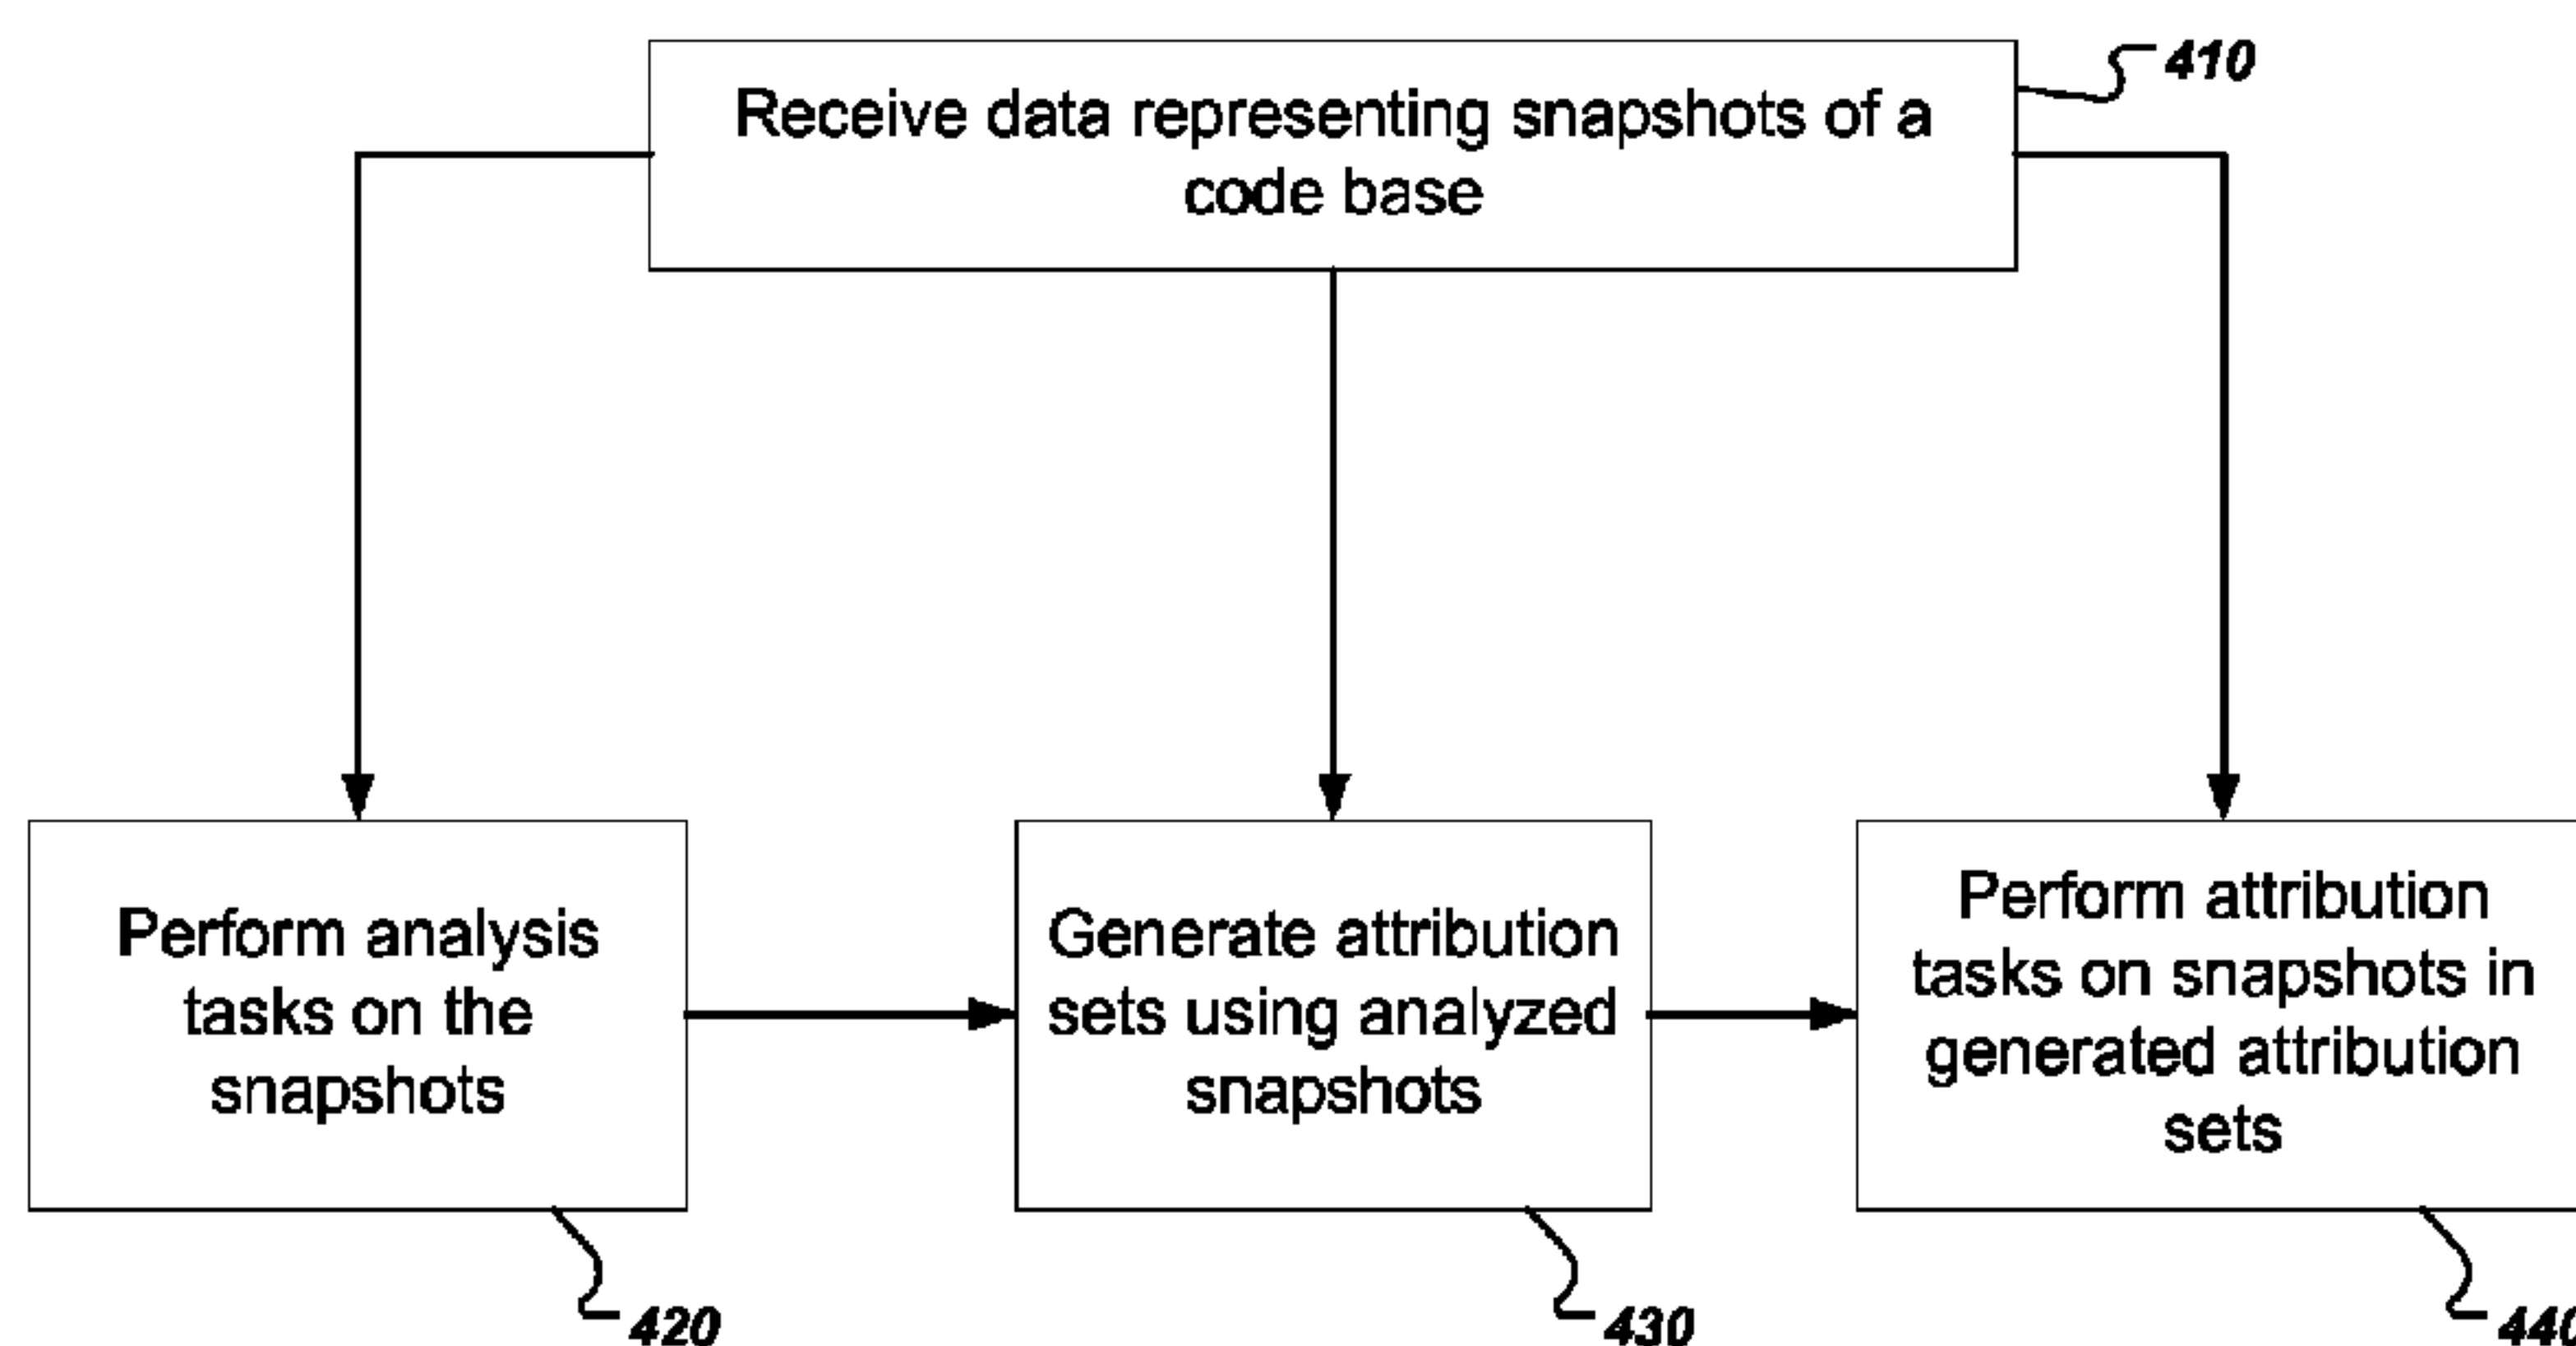 410
Receive data representing snapshots of a
code base
Perform analysis
tasks on the
snapshots
Generate attribution
sets using analyzed
snapshots
Perform attribution
tasks on snapshots in
generated attribution
sets
420
430
440